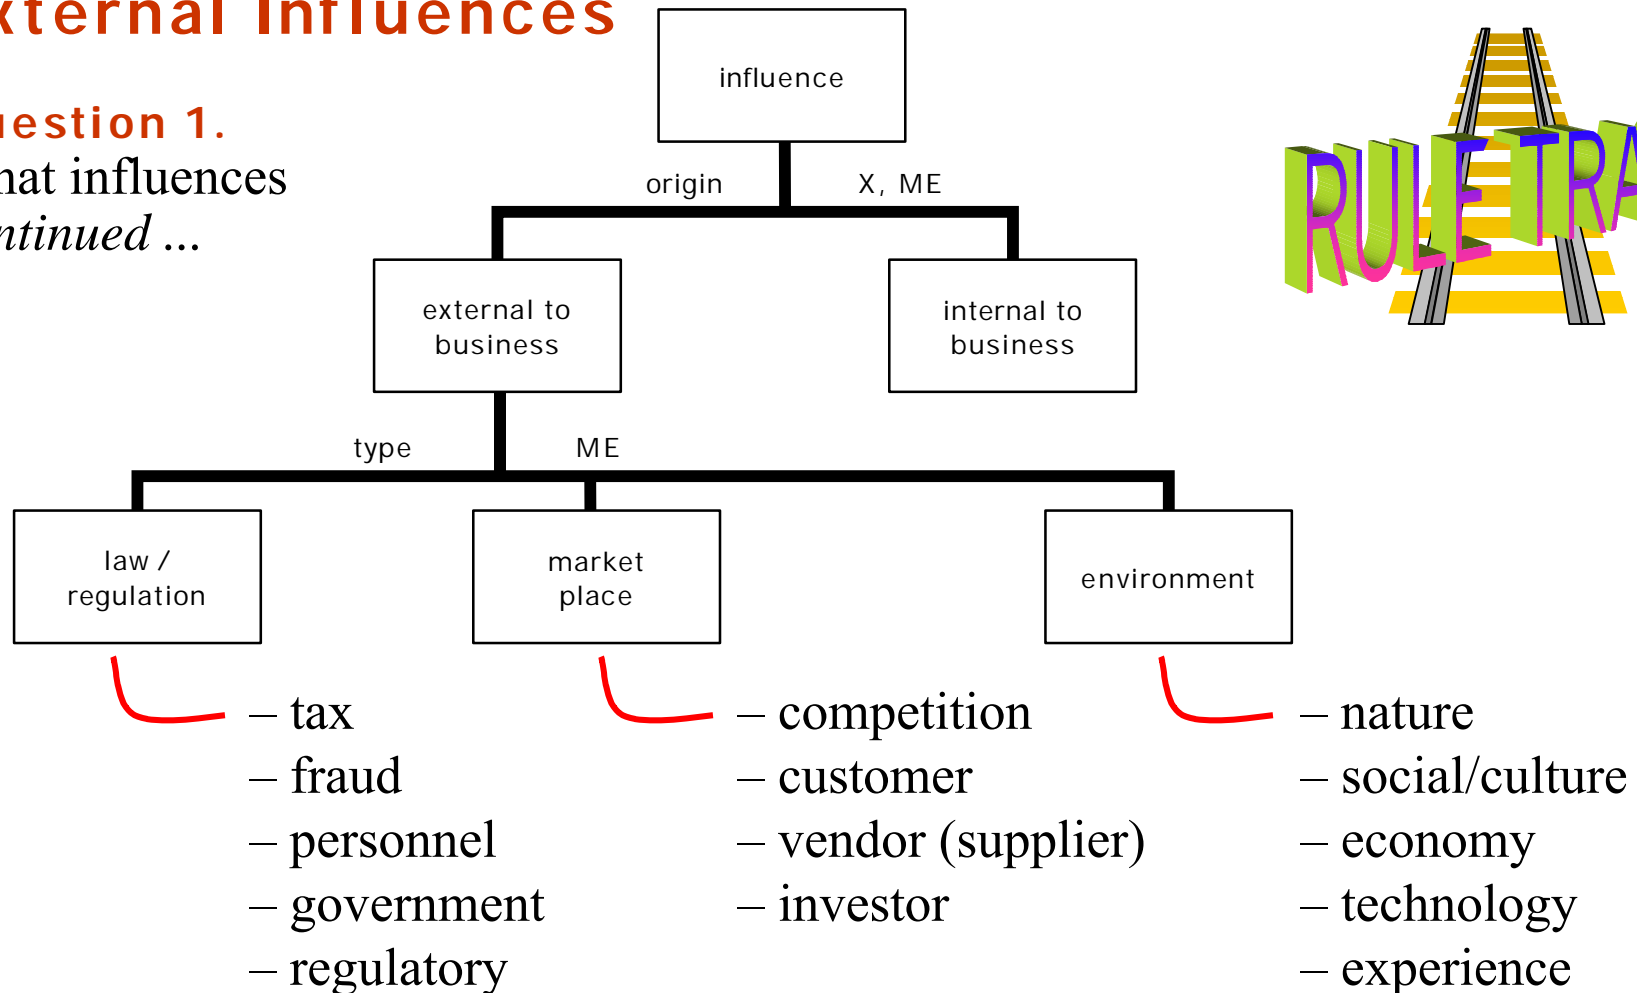 xternal Influences
uestion 1.
hat influences
ntinued ...
influence
origin X, ME
RULE TRA
external to
business
internal to
business
type ME
law /
regulation
market
place
environment
– tax
– fraud
– personnel
– government
– regulatory
– competition
– customer
– vendor (supplier)
– investor
– nature
– social/culture
– economy
– technology
– experience